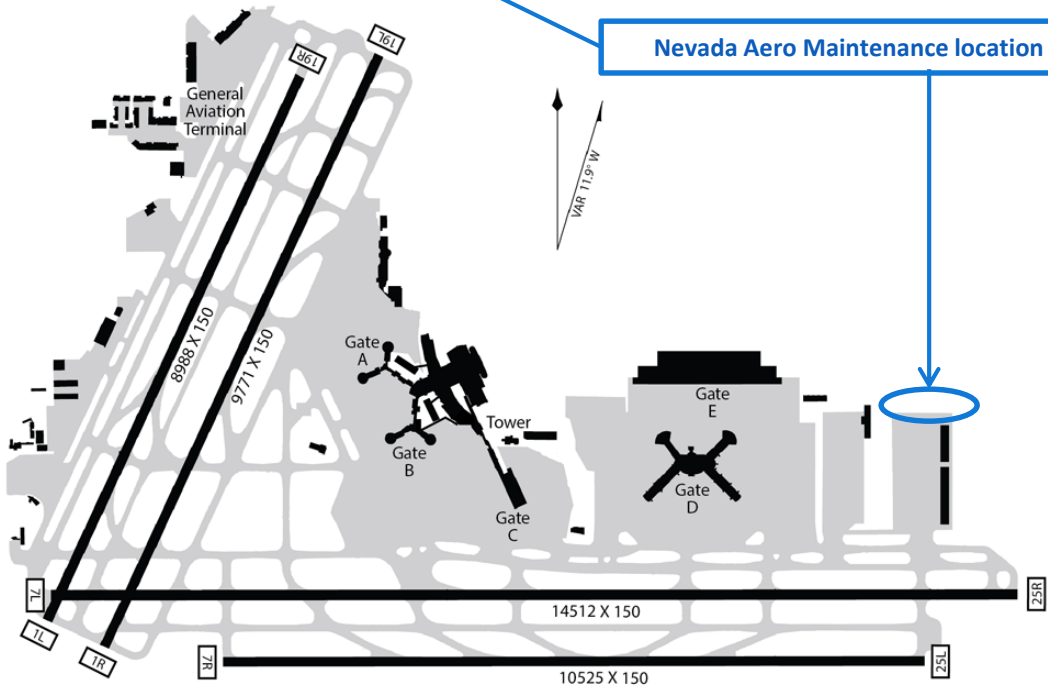 Nevada Aero Maintenance location
19L
19R
General
Aviation
Terminal
VAR 11.9° W
8988 X 150
9771 X 150
Gate
A
Gate
E
Tower
Gate
B
Gate
D
Gate
C
7L
14512 X 150
25R
1L
1R
7R
10525 X 150
25L